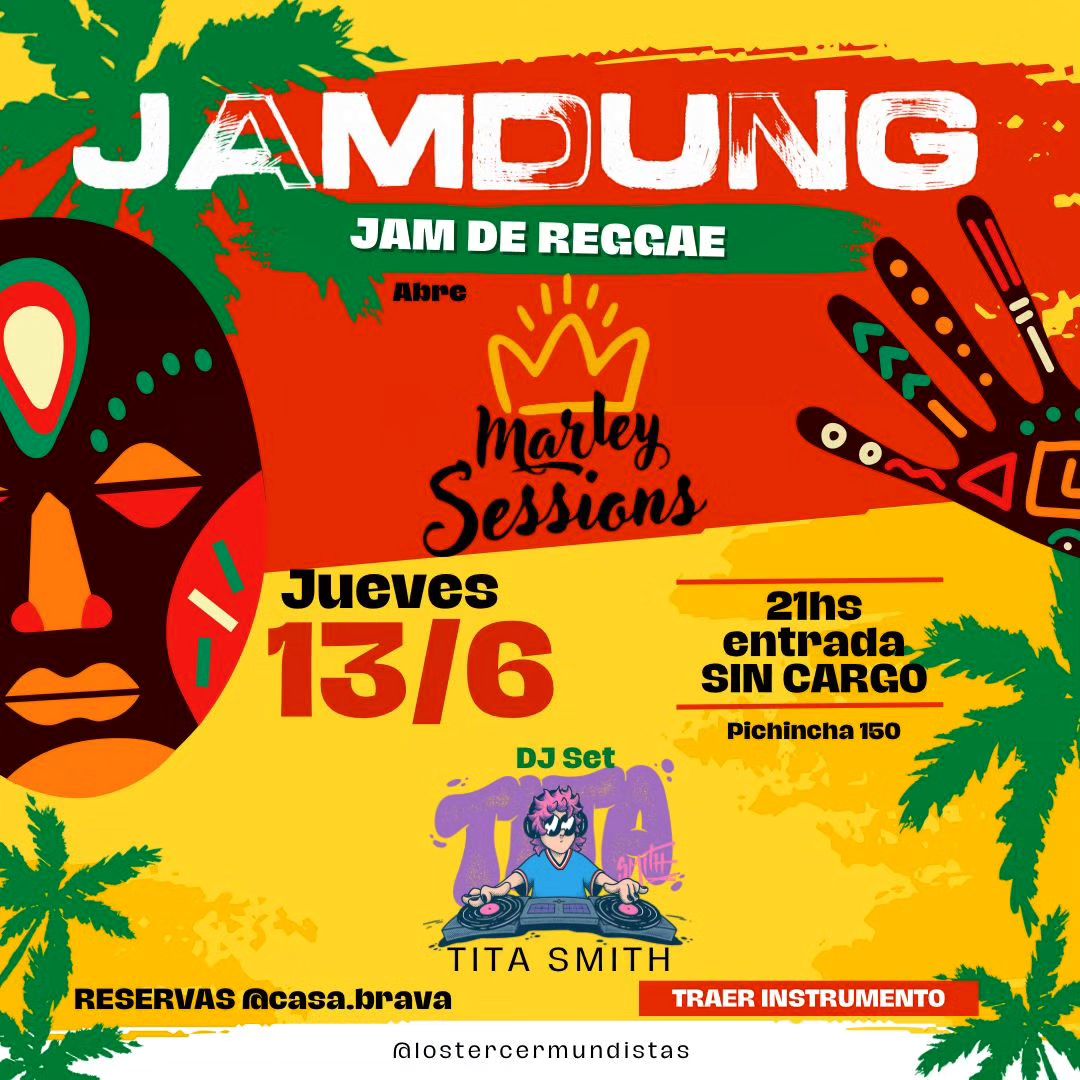 JAMDUNG
JAM DE REGGAE
Abre
Marley
Sessions
Jueves
13/6
21hs
entrada
SIN CARGO
Pichincha 150
DJ Set
TITA
SMITH
TITA SMITH
RESERVAS @casa.brava
TRAER INSTRUMENTO
@lostercermundistas